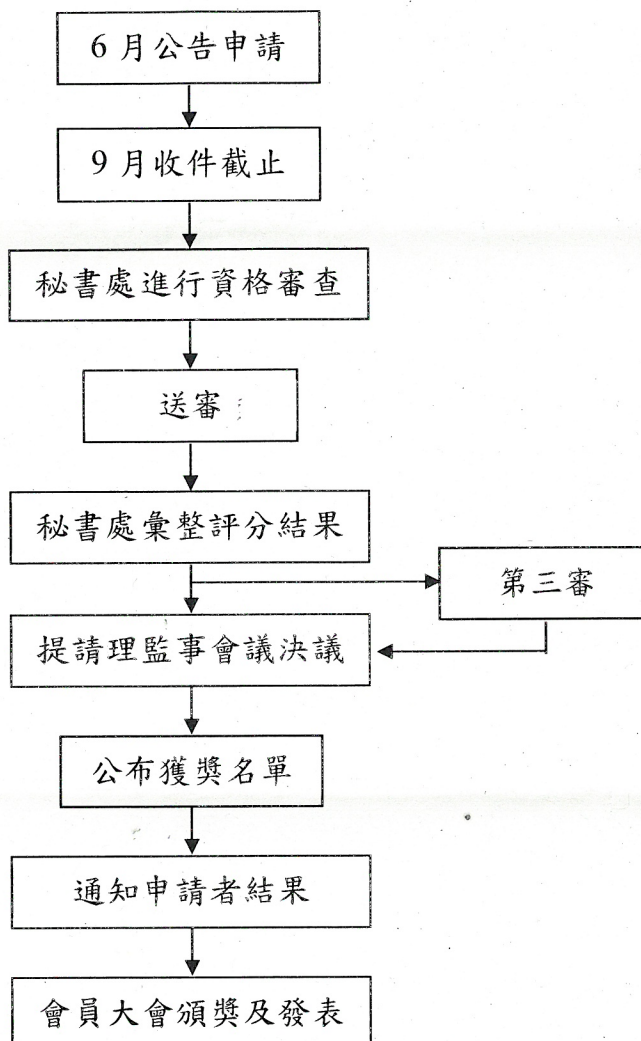 6 月公告申請
9 月收件截止
秘書處進行資格審查
送審
秘書處彙整評分結果
第三審
提請理監事會議決議
公布獲獎名單
通知申請者結果
會員大會頒獎及發表